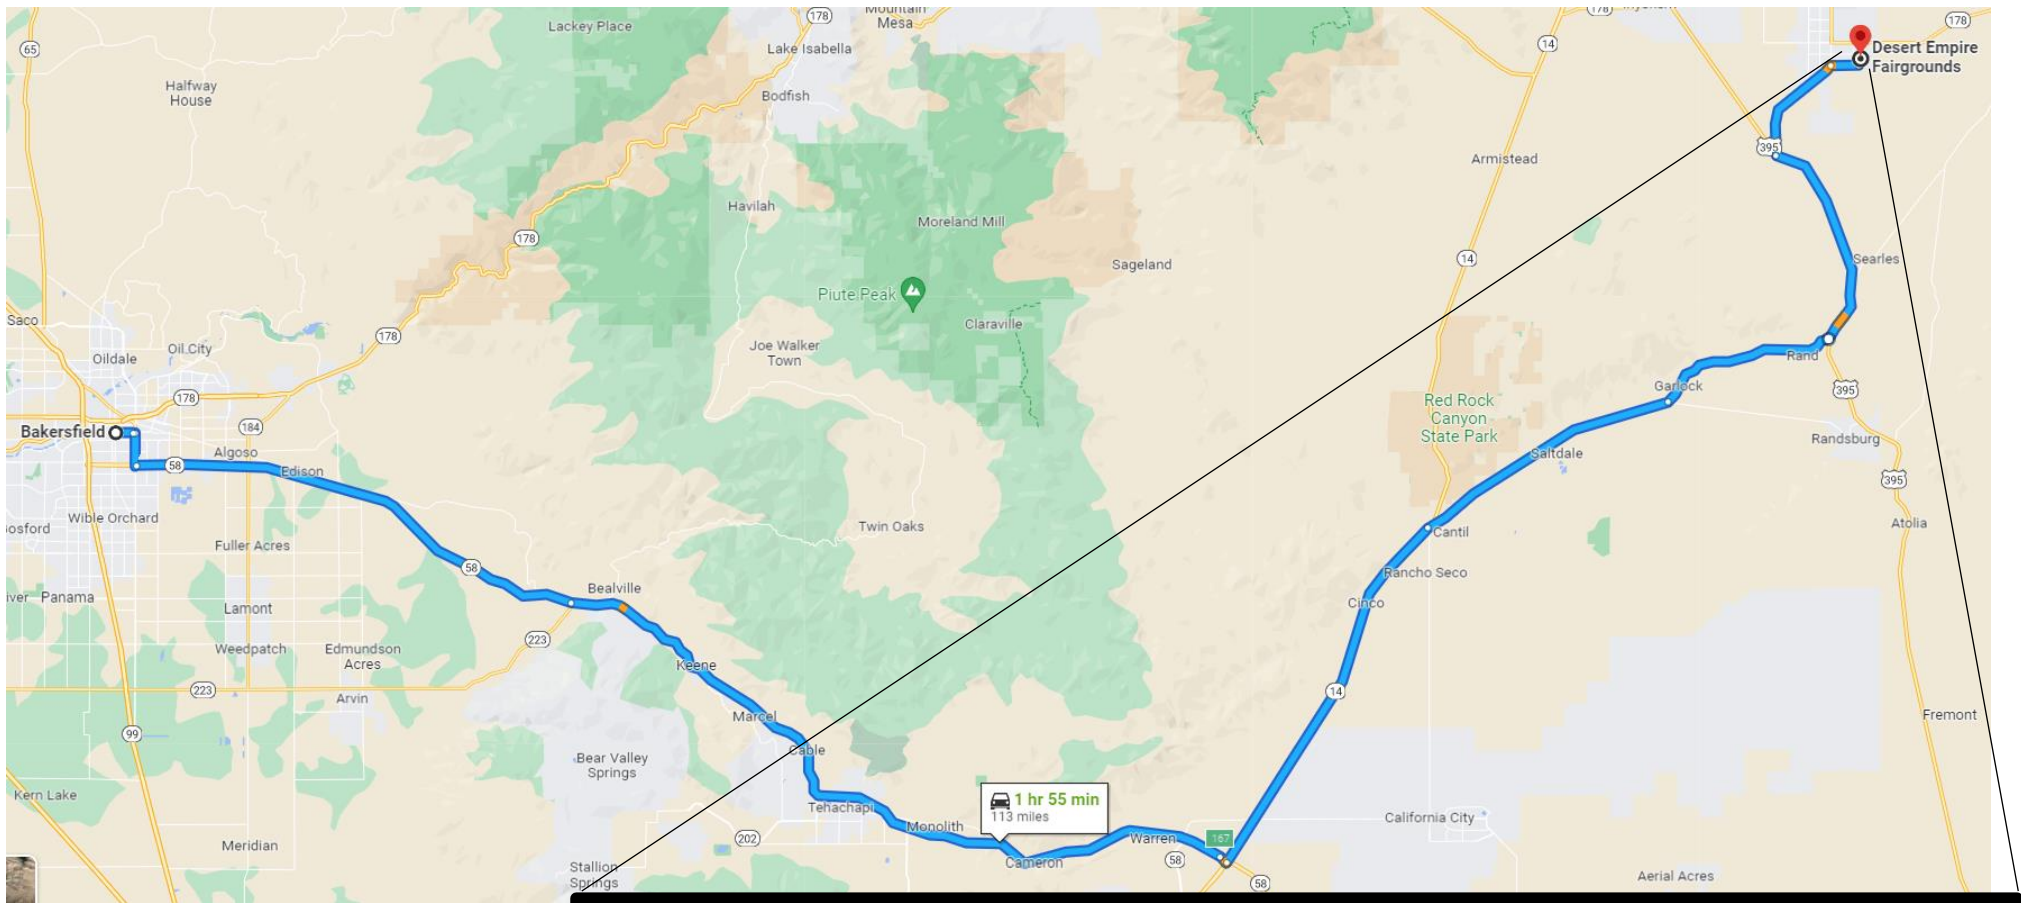 Lackey Place
178
Mountain
Mesa
178
178
65
Lake Isabella
14
Desert Empire
Fairgrounds
Halfway
House
Bodfish
395
Armistead
Havilah
Moreland Mill
178
Sageland
14
Searles
Piute Peak
Saco
Claraville
178
Oildale
Oil City
Joe Walker
Town
Rand
Garlock
395
178
Red Rock
Canyon
State Park
Bakersfield
184
Randsburg
Algoso
58
Edison
Saltdale
395
Wible Orchard
Twin Oaks
Atolia
Cantil
Fuller Acres
58
Rancho Seco
Bealville
Panama
Cinco
Lamont
223
Weedpatch
Edmundson
Acres
Keene
223
Arvin
14
Marcel
Fremont
99
Cable
Bear Valley
Springs
Kern Lake
1 hr 55 min
113 miles
Tehachapi
California City
Monolith
202
Warren
167
Meridian
Cameron
58
Stallion
Springs
58
Aerial Acres